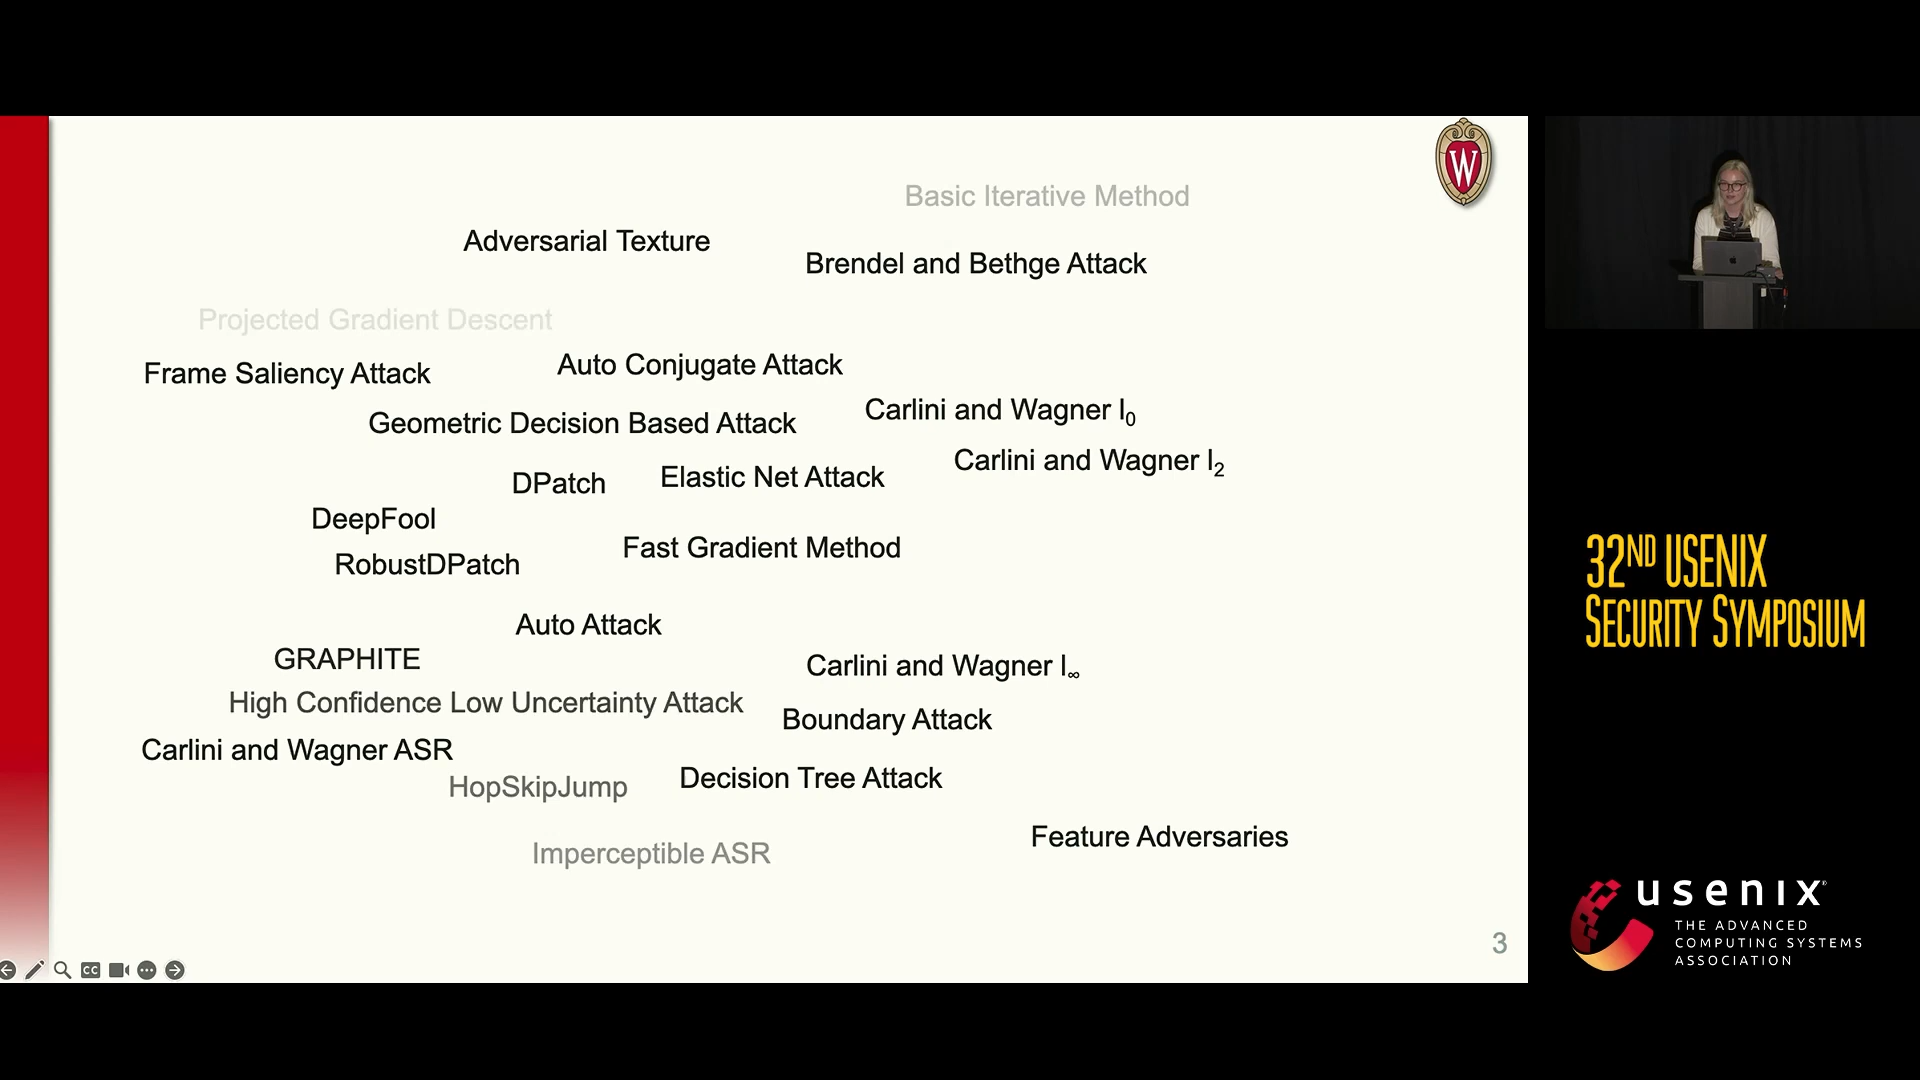 W
Basic Iterative Method
Adversarial Texture
Brendel and Bethge Attack
Projected Gradient Descent
Frame Saliency Attack
Auto Conjugate Attack
Carlini and Wagner l₀
Geometric Decision Based Attack
Carlini and Wagner l₂
DPatch
Elastic Net Attack
DeepFool
Fast Gradient Method
RobustDPatch
Auto Attack
GRAPHITE
Carlini and Wagner l∞
High Confidence Low Uncertainty Attack
Boundary Attack
Carlini and Wagner ASR
HopSkipJump
Decision Tree Attack
Imperceptible ASR
Feature Adversaries
3
CC
32ND USENIX
SECURITY SYMPOSIUM
usenix®
THE ADVANCED
COMPUTING SYSTEMS
ASSOCIATION